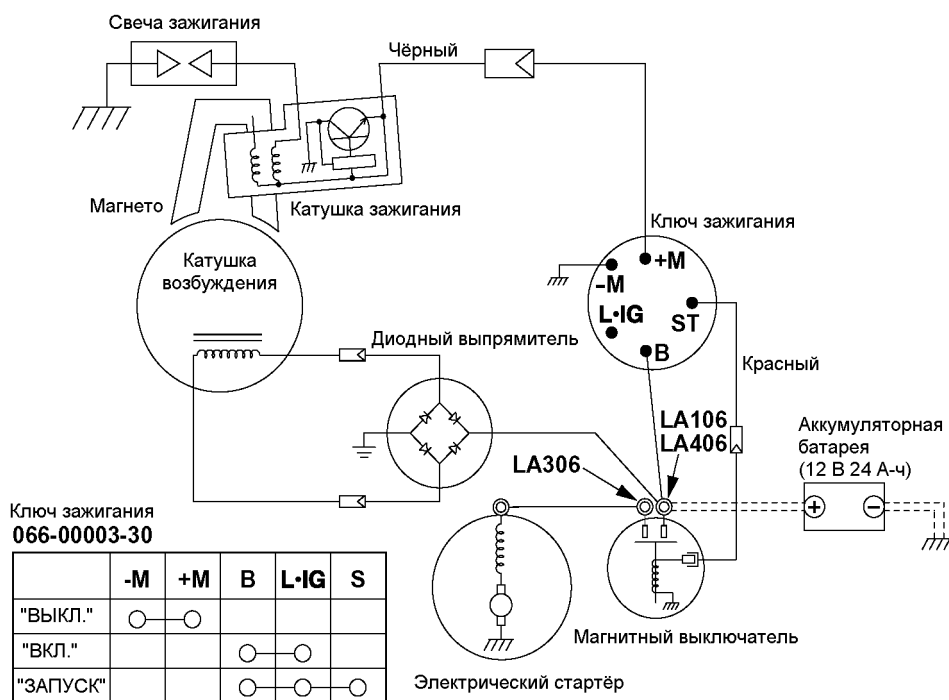 Свеча зажигания
Чёрный
Магнето
Катушка зажигания
Ключ зажигания
+M
-M
L•IG
ST
B
Катушка
возбуждения
Диодный выпрямитель
Красный
LA106
LA406
LA306
Аккумуляторная
батарея
(12 В 24 А-ч)
+
−
Магнитный выключатель
Электрический стартёр
Ключ зажигания
066-00003-30
-M +M B L•IG S
"ВЫКЛ."
"ВКЛ."
"ЗАПУСК"